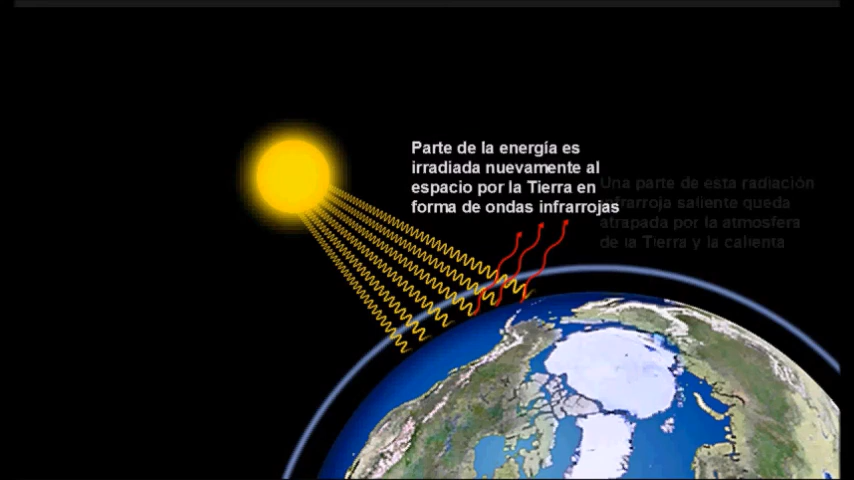 Parte de la energía es
irradiada nuevamente al
espacio por la Tierra en
forma de ondas infrarrojas
Una parte de esta radiación
infrarroja saliente queda
atrapada por la atmosfera
de la Tierra y la calienta